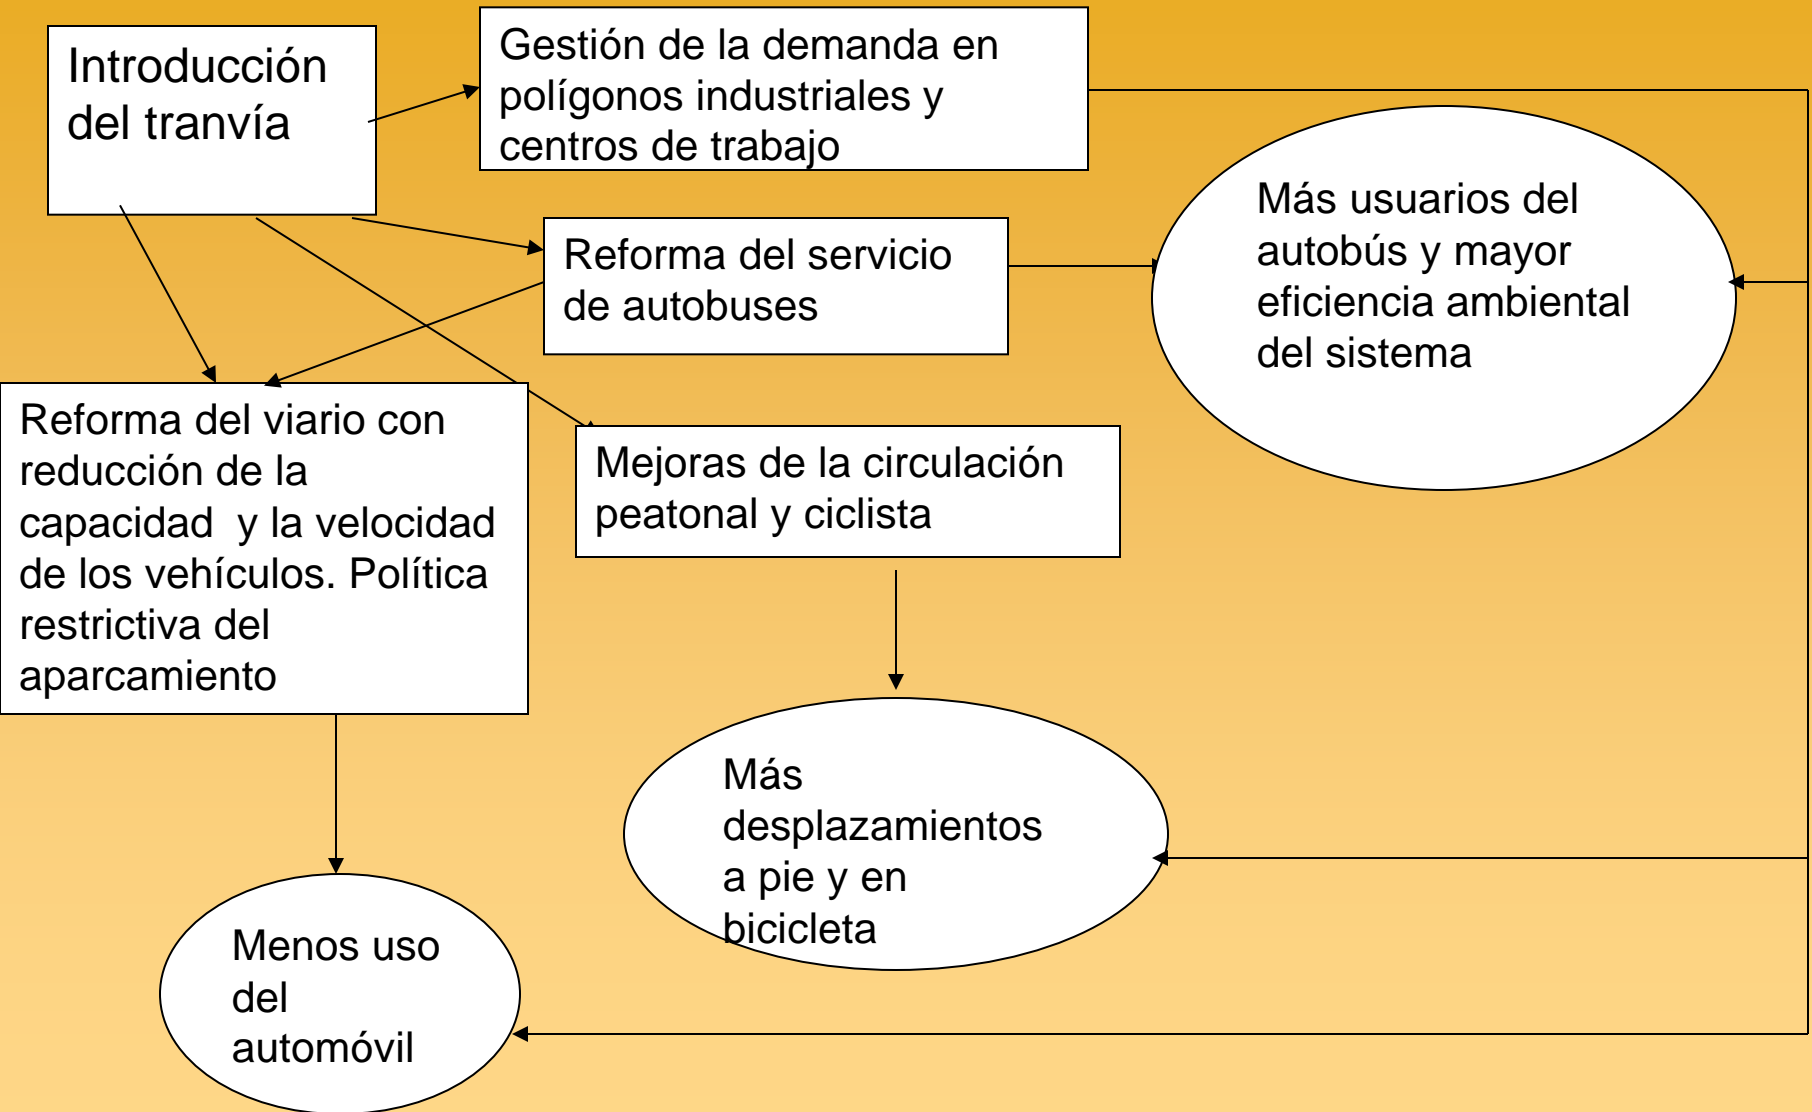 Introducción
del tranvía
Gestión de la demanda en
polígonos industriales y
centros de trabajo
Reforma del servicio
de autobuses
Más usuarios del
autobús y mayor
eficiencia ambiental
del sistema
Reforma del viario con
reducción de la
capacidad  y la velocidad
de los vehículos. Política
restrictiva del
aparcamiento
Mejoras de la circulación
peatonal y ciclista
Más
desplazamientos
a pie y en
bicicleta
Menos uso
del
automóvil